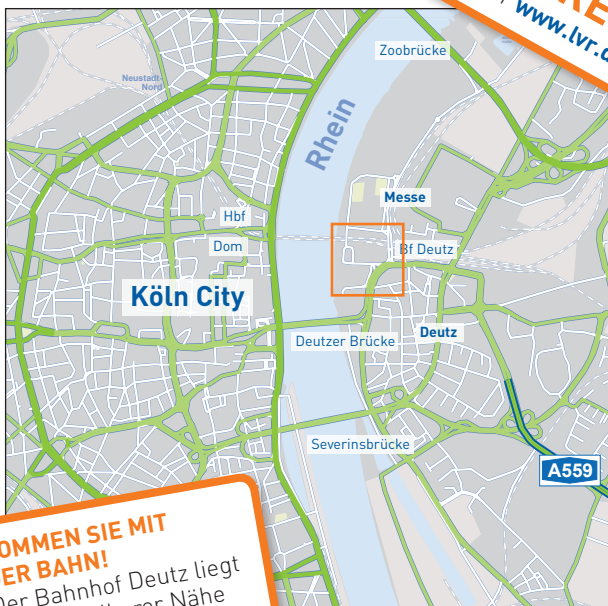 www.lvr.d
Zoobrücke
Neustadt-
Nord
Rhein
Messe
Hbf
Dom
Bf Deutz
Köln City
Deutzer Brücke
Deutz
Severinsbrücke
A559
OMMEN SIE MIT
ER BAHN!
Der Bahnhof Deutz liegt
Nähe